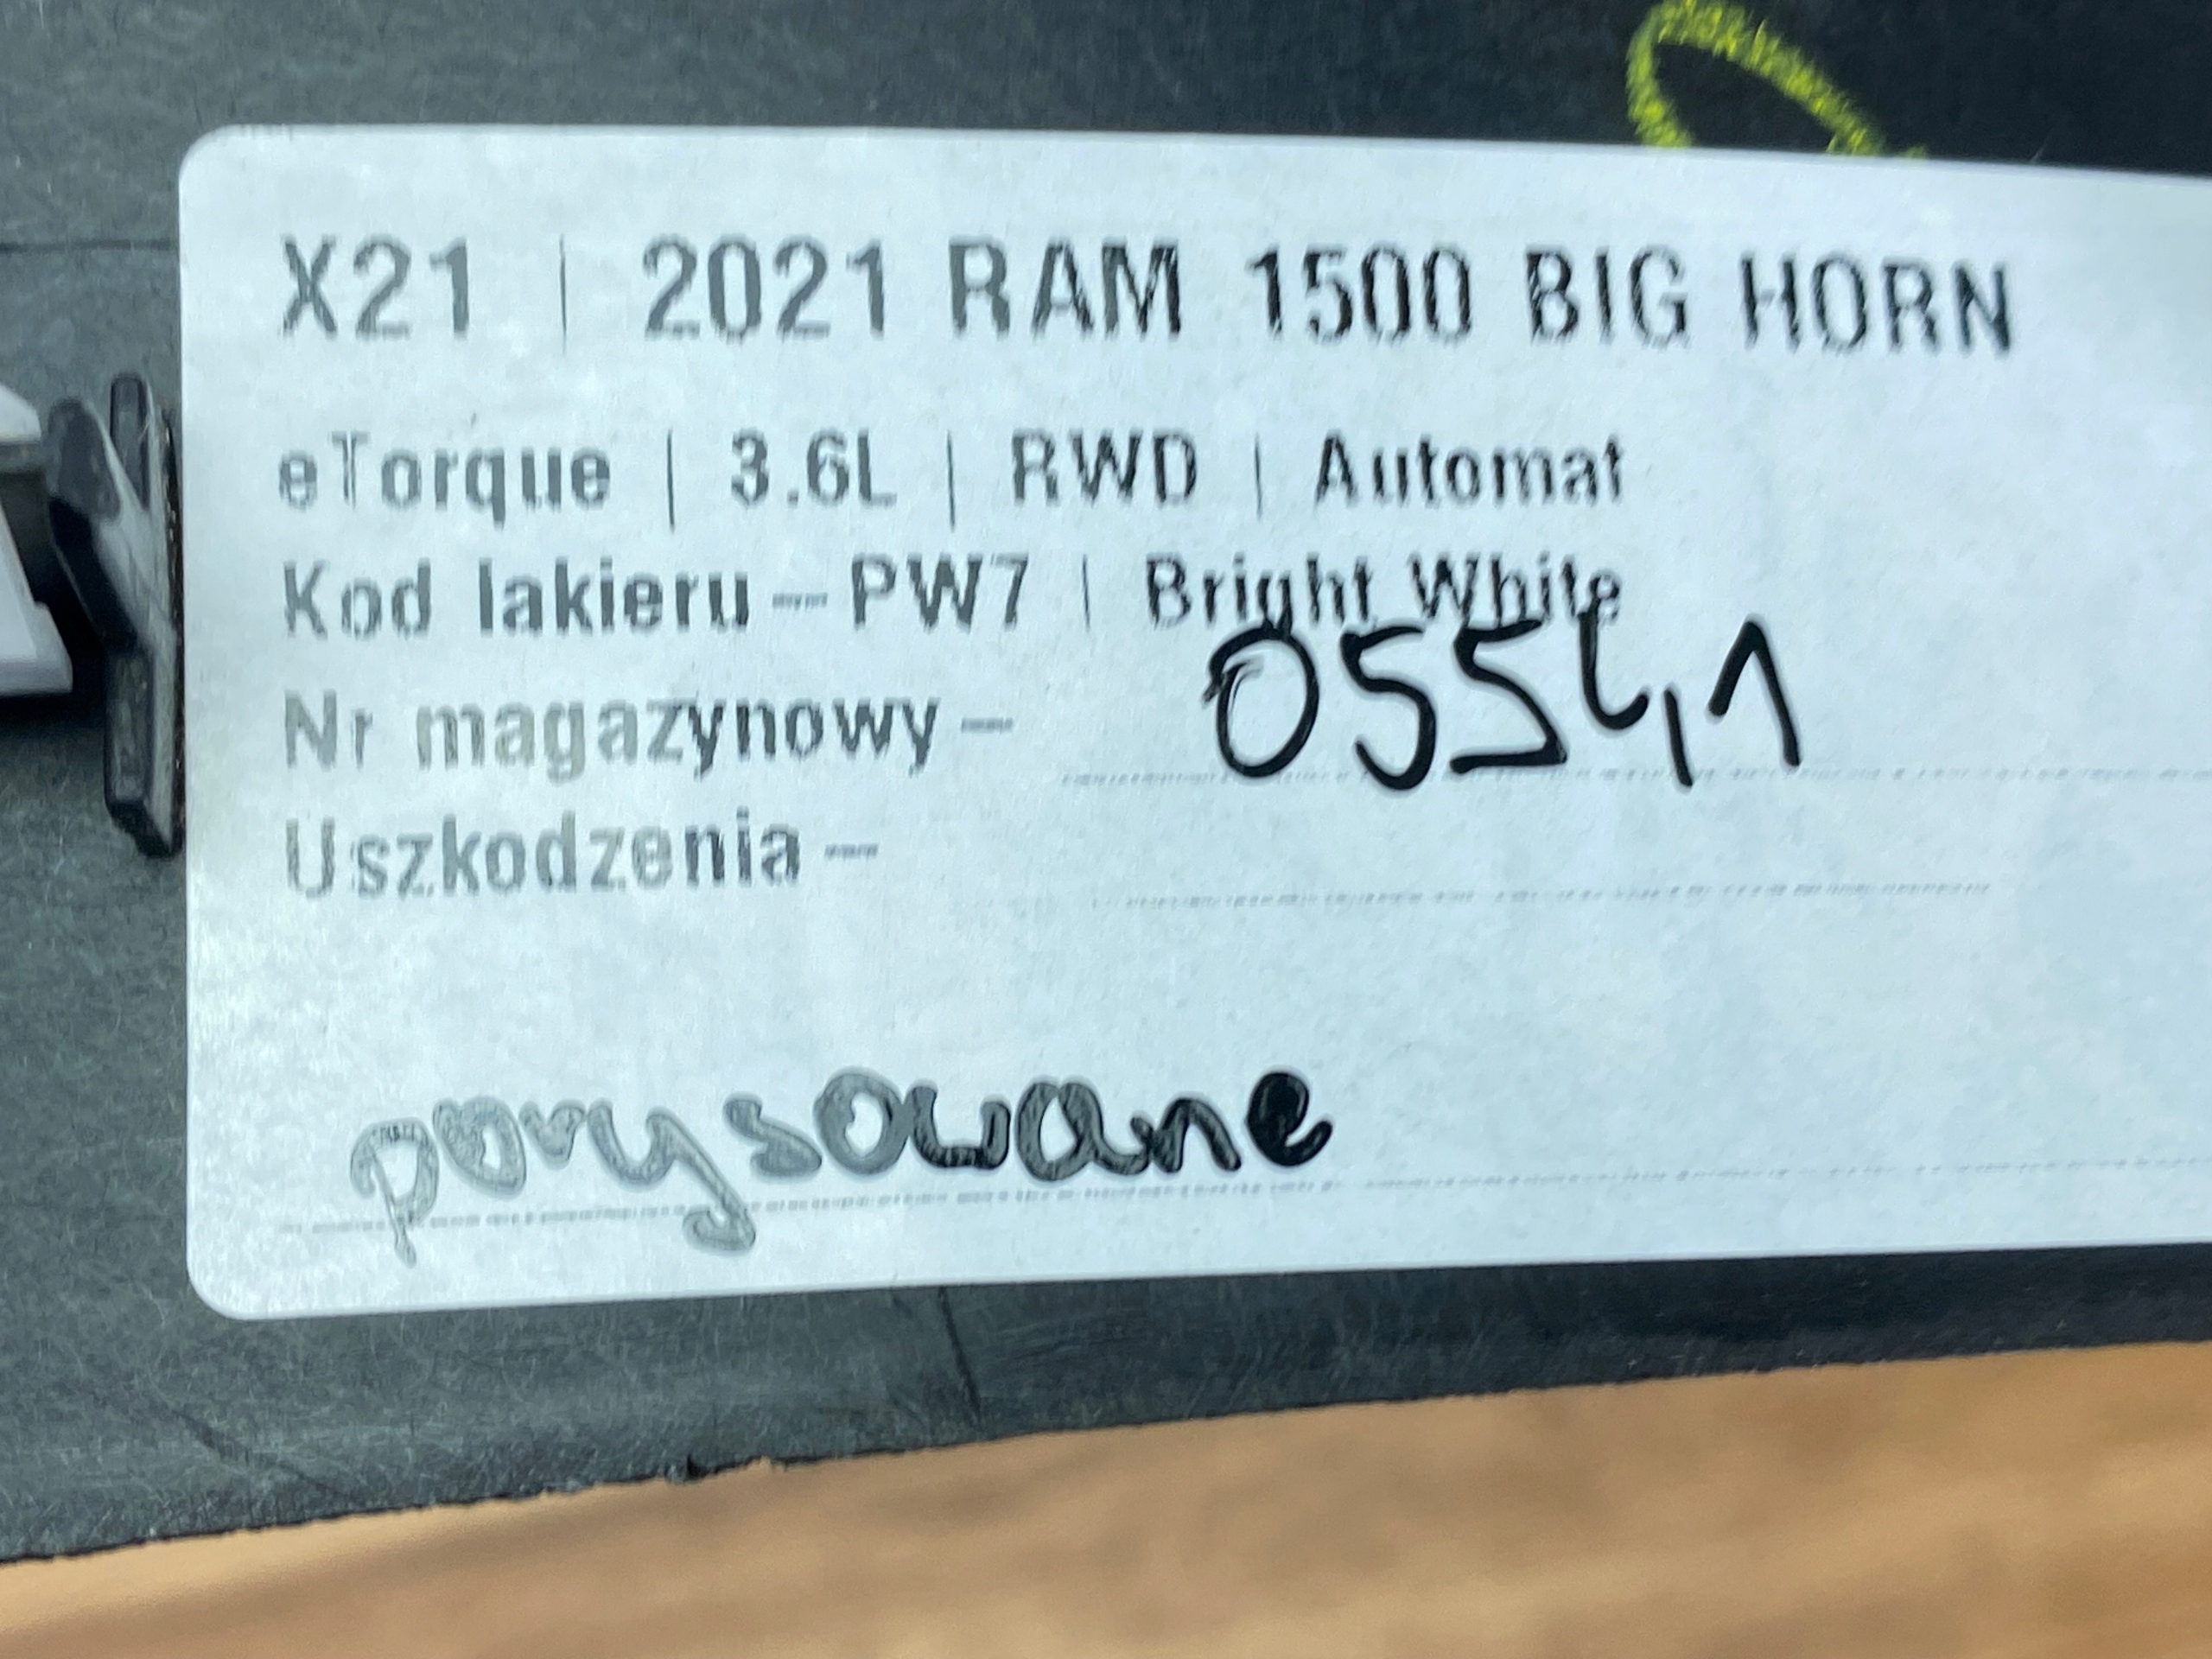 X21 | 2021 RAM 1500 BIG HORN
eTorque | 3.6L | RWD | Automat
Kod lakieru – PW7 | Bright White
Nr magazynowy – 05541
Uszkodzenia –
porysowane